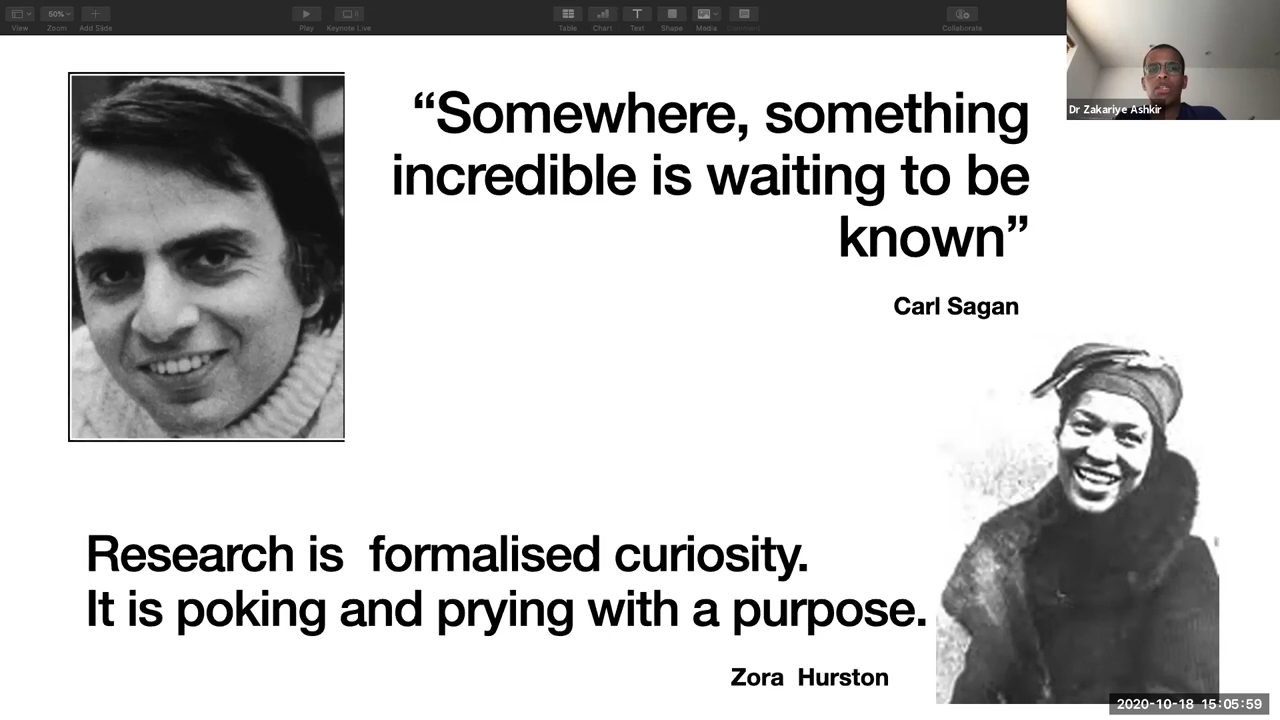 View
50%
Zoom
Add Slide
Play
Keynote Live
Table
Chart
T
Text
Shape
Media
Comment
Collaborate
Dr Zakariye Ashkir
“Somewhere, something
incredible is waiting to be
known”
Carl Sagan
Research is  formalised curiosity.
It is poking and prying with a purpose.
Zora  Hurston
2020-10-18 15:05:59